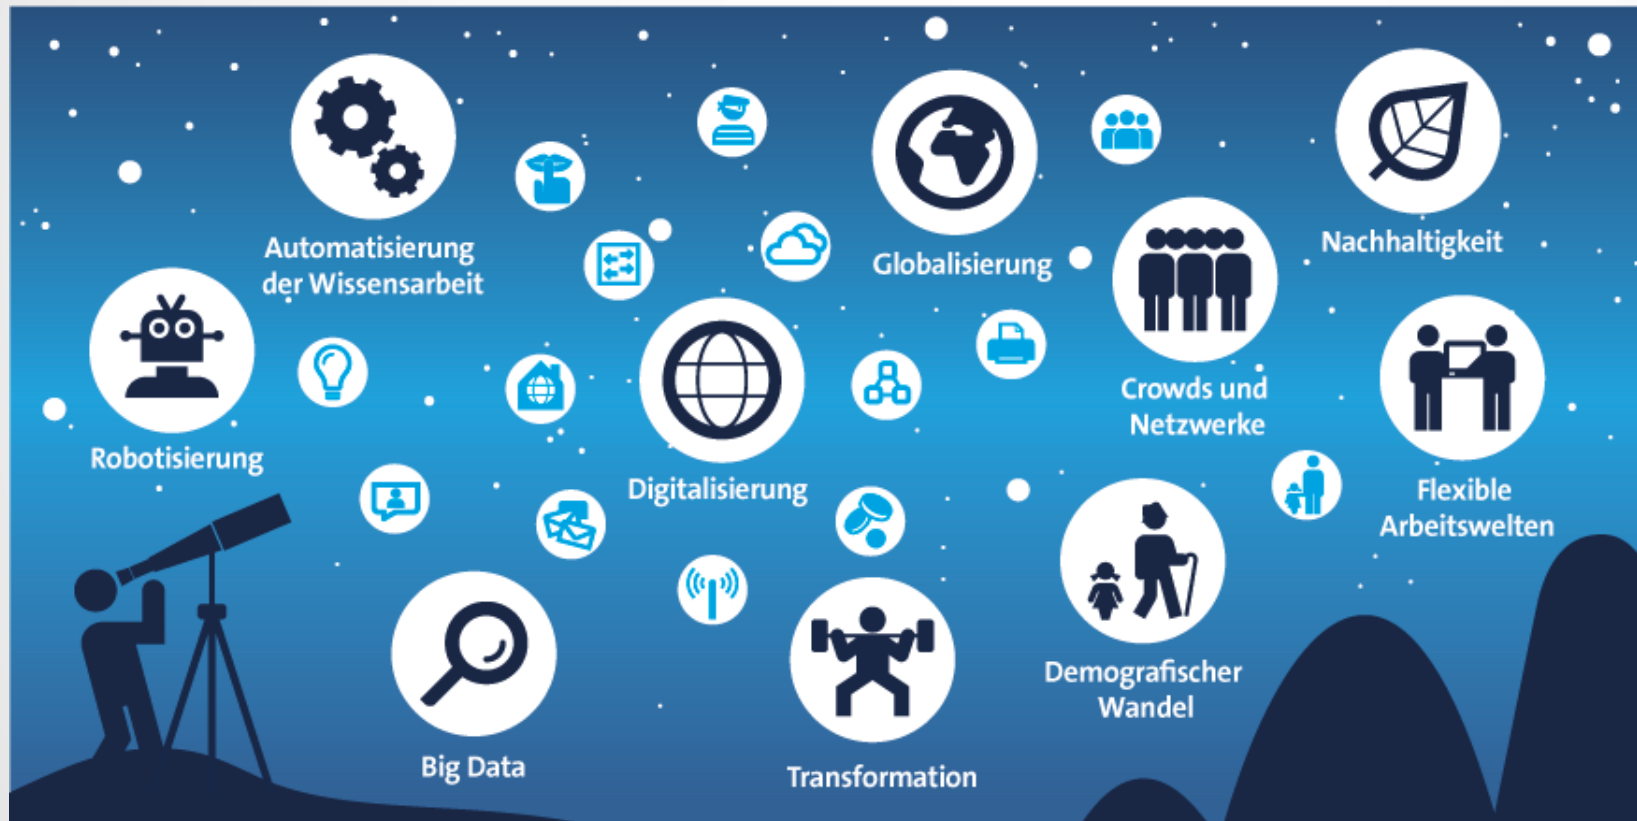 Automatisierung
der Wissensarbeit
Globalisierung
Nachhaltigkeit
Robotisierung
Digitalisierung
Crowds und
Netzwerke
Flexible
Arbeitswelten
Big Data
Transformation
Demografischer
Wandel